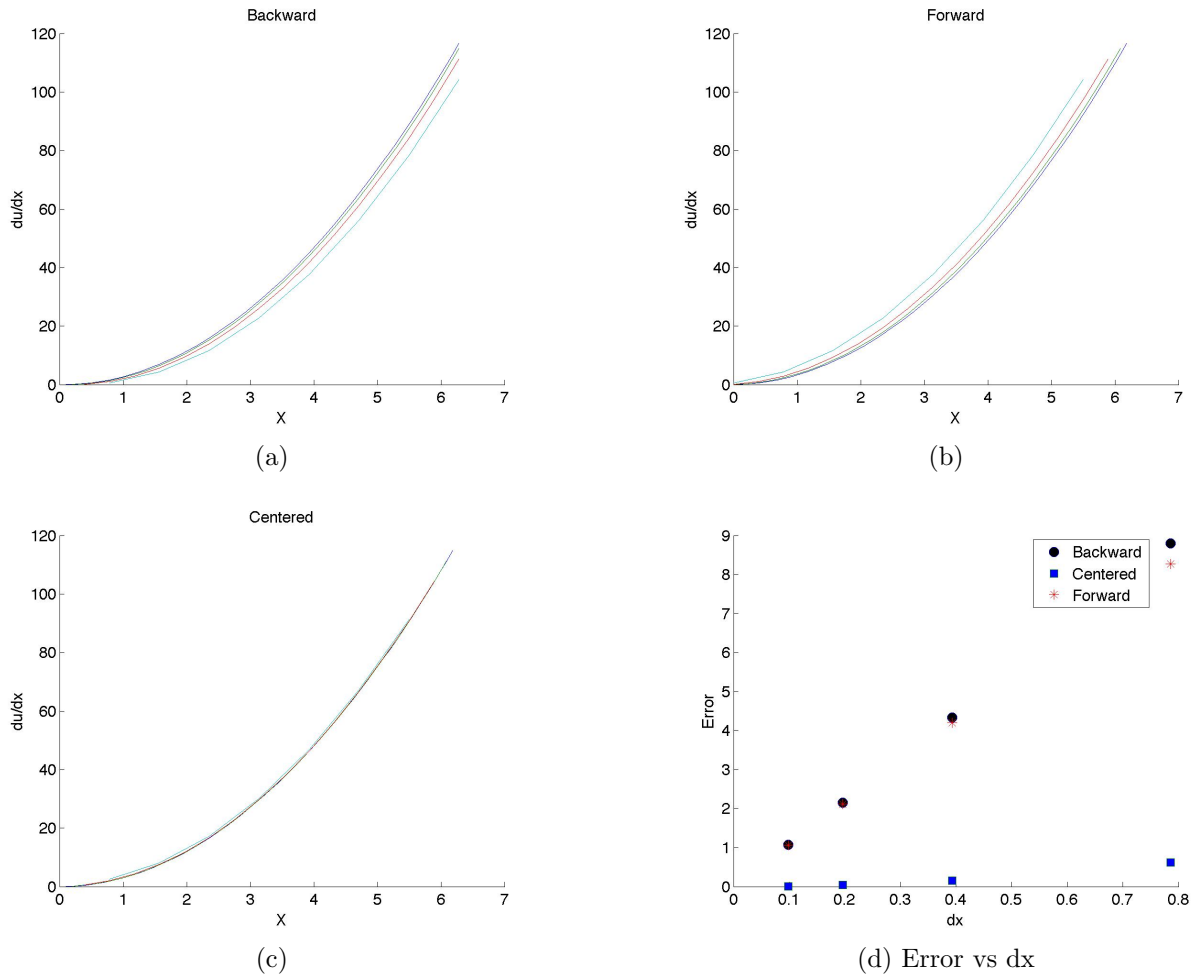 Backward
120
100
80
60
40
20
0
du/dx
0 1 2 3 4 5 6 7
X
(a)
Forward
120
100
80
60
40
20
0
du/dx
0 1 2 3 4 5 6 7
X
(b)
Centered
120
100
80
60
40
20
0
du/dx
0 1 2 3 4 5 6 7
X
(c)
9
8
7
6
5
4
3
2
1
0
Error
Backward
Centered
Forward
0 0.1 0.2 0.3 0.4 0.5 0.6 0.7 0.8
dx
(d) Error vs dx